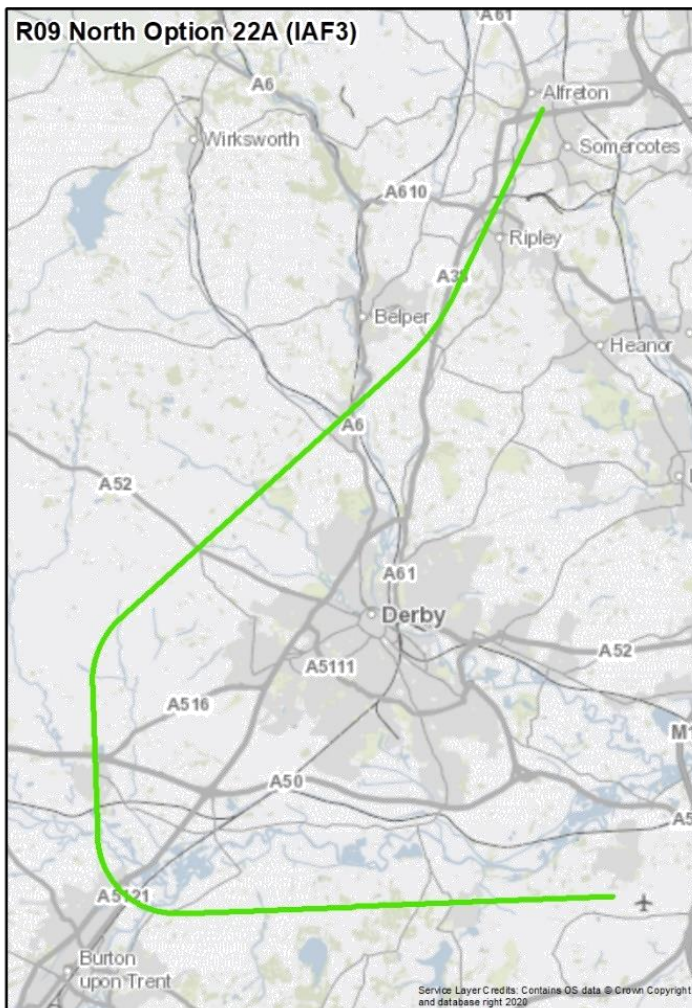 R09 North Option 22A (IAF3)
A61
A6
Alfreton
Wirksworth
Somercotes
A610
Ripley
A38
Belper
Heanor
A6
A52
A61
Derby
A5111
A52
A516
M1
A50
A5
A5121
Burton
upon Trent
Service Layer Credits: Contains OS data © Crown Copyright
and database right 2020